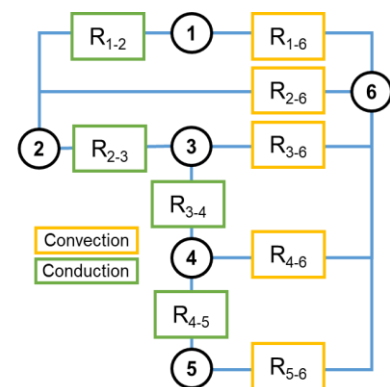 R1-2 1 R1-6
R2-6 6
2 R2-3 3 R3-6
R3-4
Convection 4 R4-6
Conduction
R4-5
5 R5-6